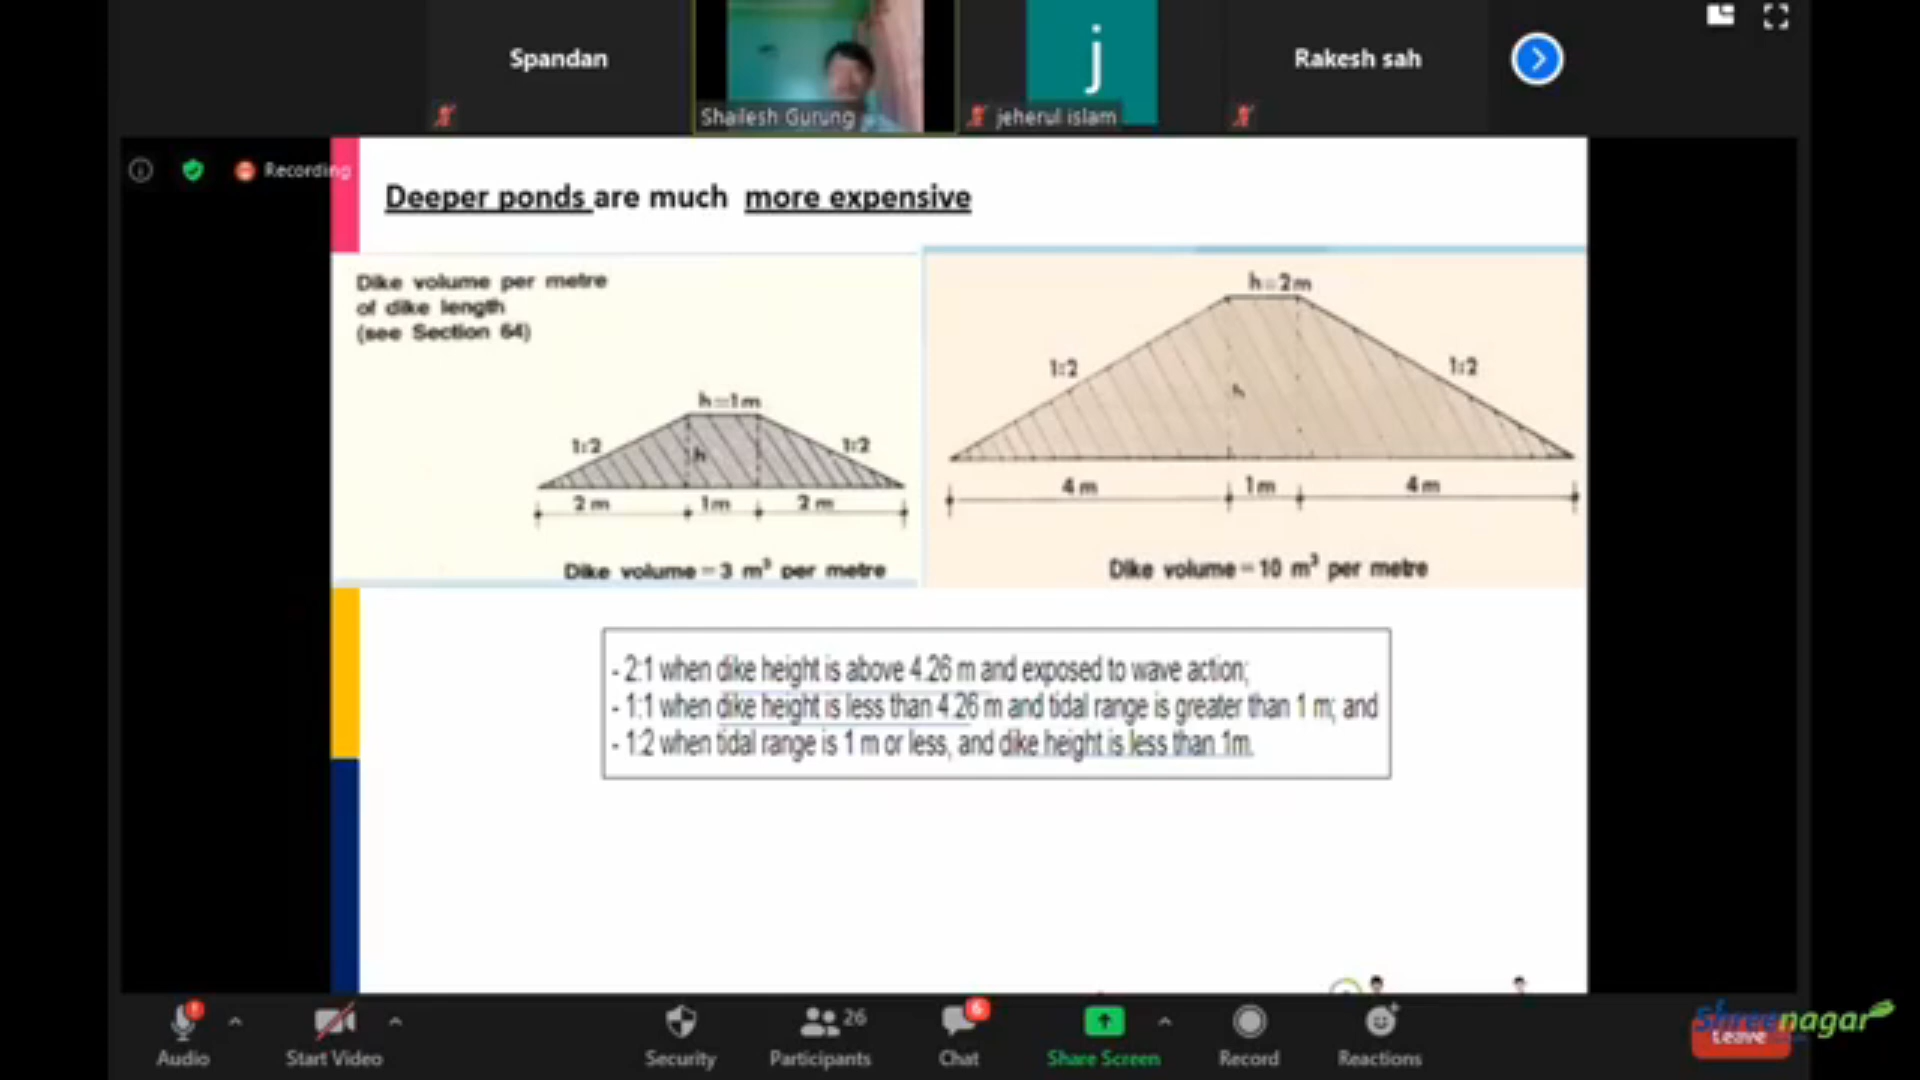 Spandan
Shailesh Gurung
j
jeherul islam
Rakesh sah
Recording
Deeper ponds are much more expensive
Dike volume per metre
of dike length
(see Section 64)
h=1m
1:2
1:2
h
2 m
1m
2 m
Dike volume=3 m³ per metre
h=2m
1:2
1:2
h
4 m
1m
4 m
Dike volume=10 m³ per metre
- 2:1 when dike height is above 4.26 m and exposed to wave action;
- 1:1 when dike height is less than 4.26 m and tidal range is greater than 1 m; and
- 1:2 when tidal range is 1 m or less, and dike height is less than 1m.
Audio
Start Video
Security
26
Participants
6
Chat
Share Screen
Record
Reactions
Shreenagar
Leave